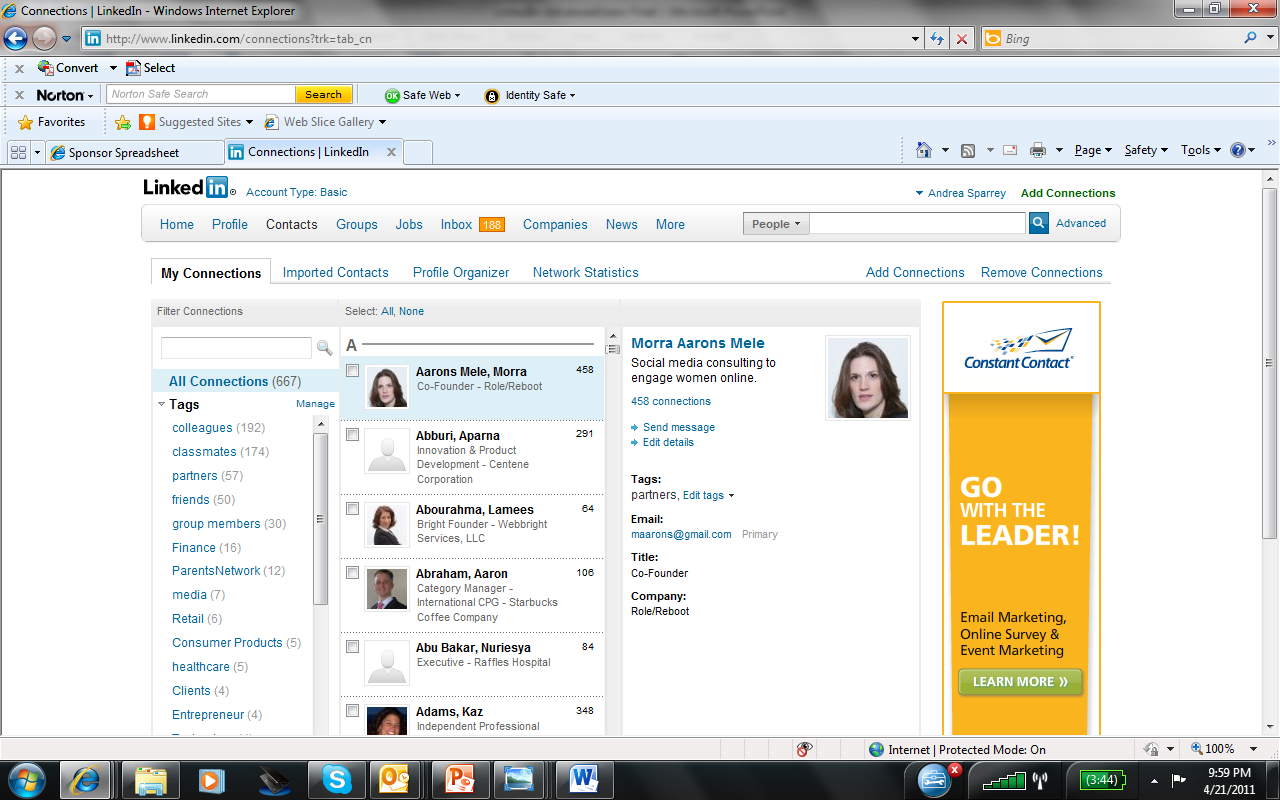 Connections | LinkedIn - Windows Internet Explorer
http://www.linkedin.com/connections?trk=tab_cn
Bing
x Convert Select
x Norton Norton Safe Search Search OK Safe Web Identity Safe
Favorites Suggested Sites Web Slice Gallery
Sponsor Spreadsheet Connections | LinkedIn x Page Safety Tools »
Linked in Account Type: Basic Andrea Sparrey Add Connections
Home Profile Contacts Groups Jobs Inbox 188 Companies News More People Advanced
My Connections Imported Contacts Profile Organizer Network Statistics Add Connections Remove Connections
Filter Connections
Select: All, None
All Connections (667)
Tags Manage
colleagues (192)
classmates (174)
partners (57)
friends (50)
group members (30)
Finance (16)
ParentsNetwork (12)
media (7)
Retail (6)
Consumer Products (5)
healthcare (5)
Clients (4)
Entrepreneur (4)
A
Aarons Mele, Morra 458
Co-Founder - Role/Reboot
Abburi, Aparna 291
Innovation & Product
Development - Centene
Corporation
Abourahma, Lamees 64
Bright Founder - Webbright
Services, LLC
Abraham, Aaron 106
Category Manager -
International CPG - Starbucks
Coffee Company
Abu Bakar, Nuriesya 84
Executive - Raffles Hospital
Adams, Kaz 348
Independent Professional
Morra Aarons Mele
Social media consulting to
engage women online.
458 connections
Send message
Edit details
Tags:
partners, Edit tags
Email:
maarons@gmail.com Primary
Title:
Co-Founder
Company:
Role/Reboot
Constant Contact®
GO
WITH THE
LEADER!
Email Marketing,
Online Survey &
Event Marketing
LEARN MORE »
Internet | Protected Mode: On 100%
(3:44) 9:59 PM
4/21/2011